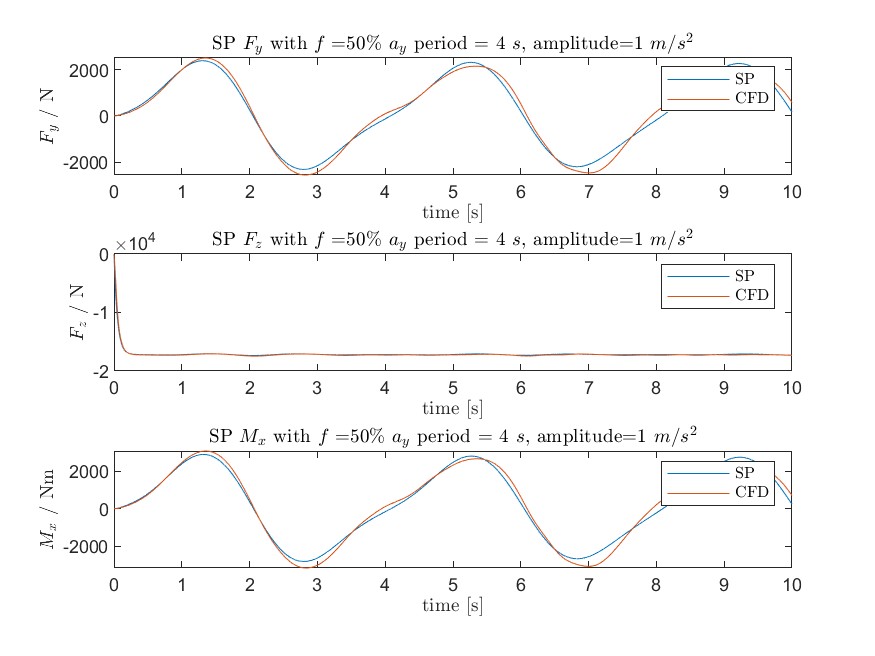 SP F_y with f =50% a_y period = 4 s, amplitude=1 m/s^2
2000
0
-2000
F_y / N
SP
CFD
0 1 2 3 4 5 6 7 8 9 10
time [s]
SP F_z with f =50% a_y period = 4 s, amplitude=1 m/s^2
×10^4
0
-1
-2
F_z / N
SP
CFD
0 1 2 3 4 5 6 7 8 9 10
time [s]
SP M_x with f =50% a_y period = 4 s, amplitude=1 m/s^2
2000
0
-2000
M_x / Nm
SP
CFD
0 1 2 3 4 5 6 7 8 9 10
time [s]